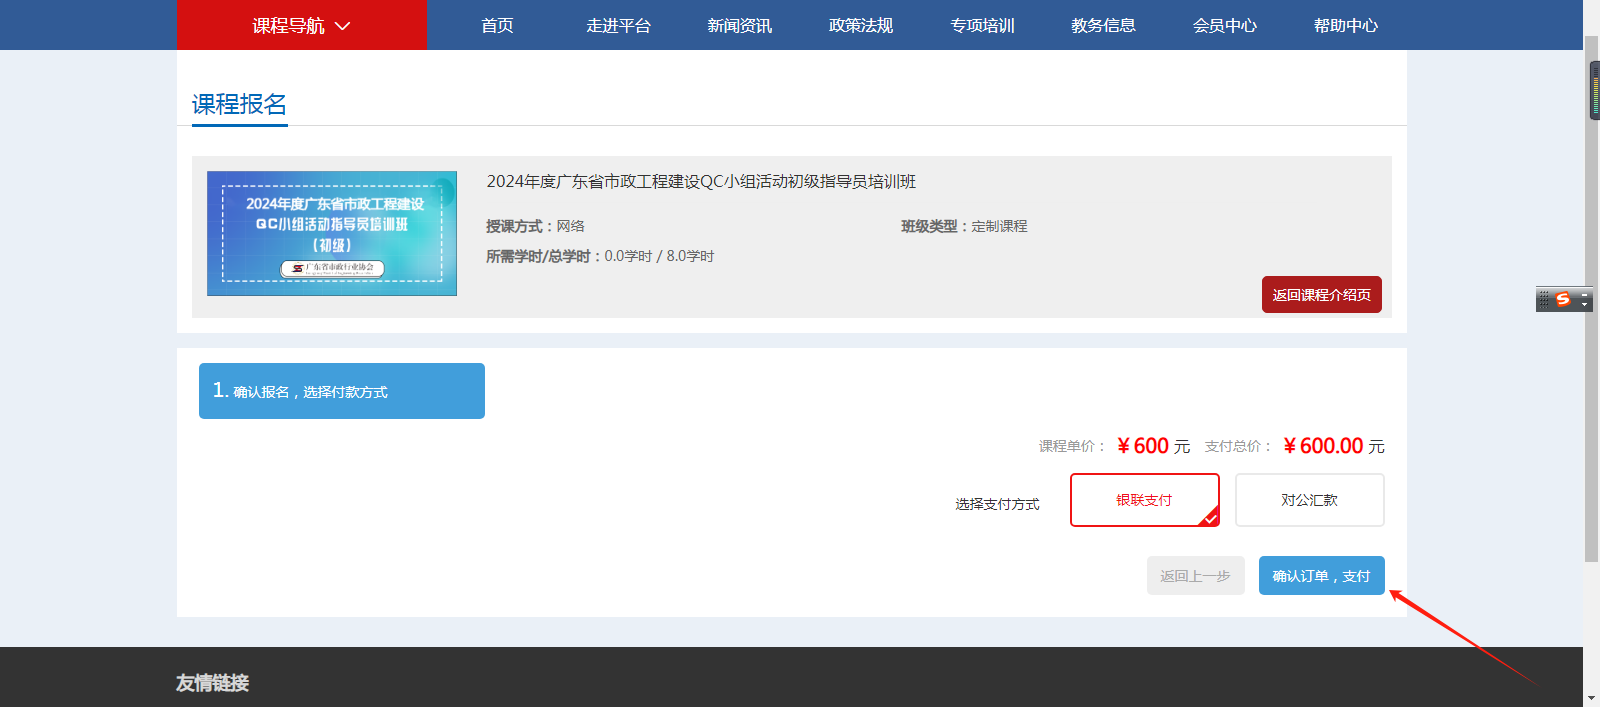 课程导航 首页 走进平台 新闻资讯 政策法规 专项培训 教务信息 会员中心 帮助中心
课程报名
2024年度广东省市政工程建设
QC小组活动指导员培训班
（初级）
广东省市政行业协会
2024年度广东省市政工程建设QC小组活动初级指导员培训班
授课方式：网络
班级类型：定制课程
所需学时/总学时：0.0学时 / 8.0学时
返回课程介绍页
1. 确认报名，选择付款方式
课程单价： ￥600 元 支付总价： ￥600.00 元
选择支付方式 银联支付 对公汇款
返回上一步 确认订单，支付
友情链接